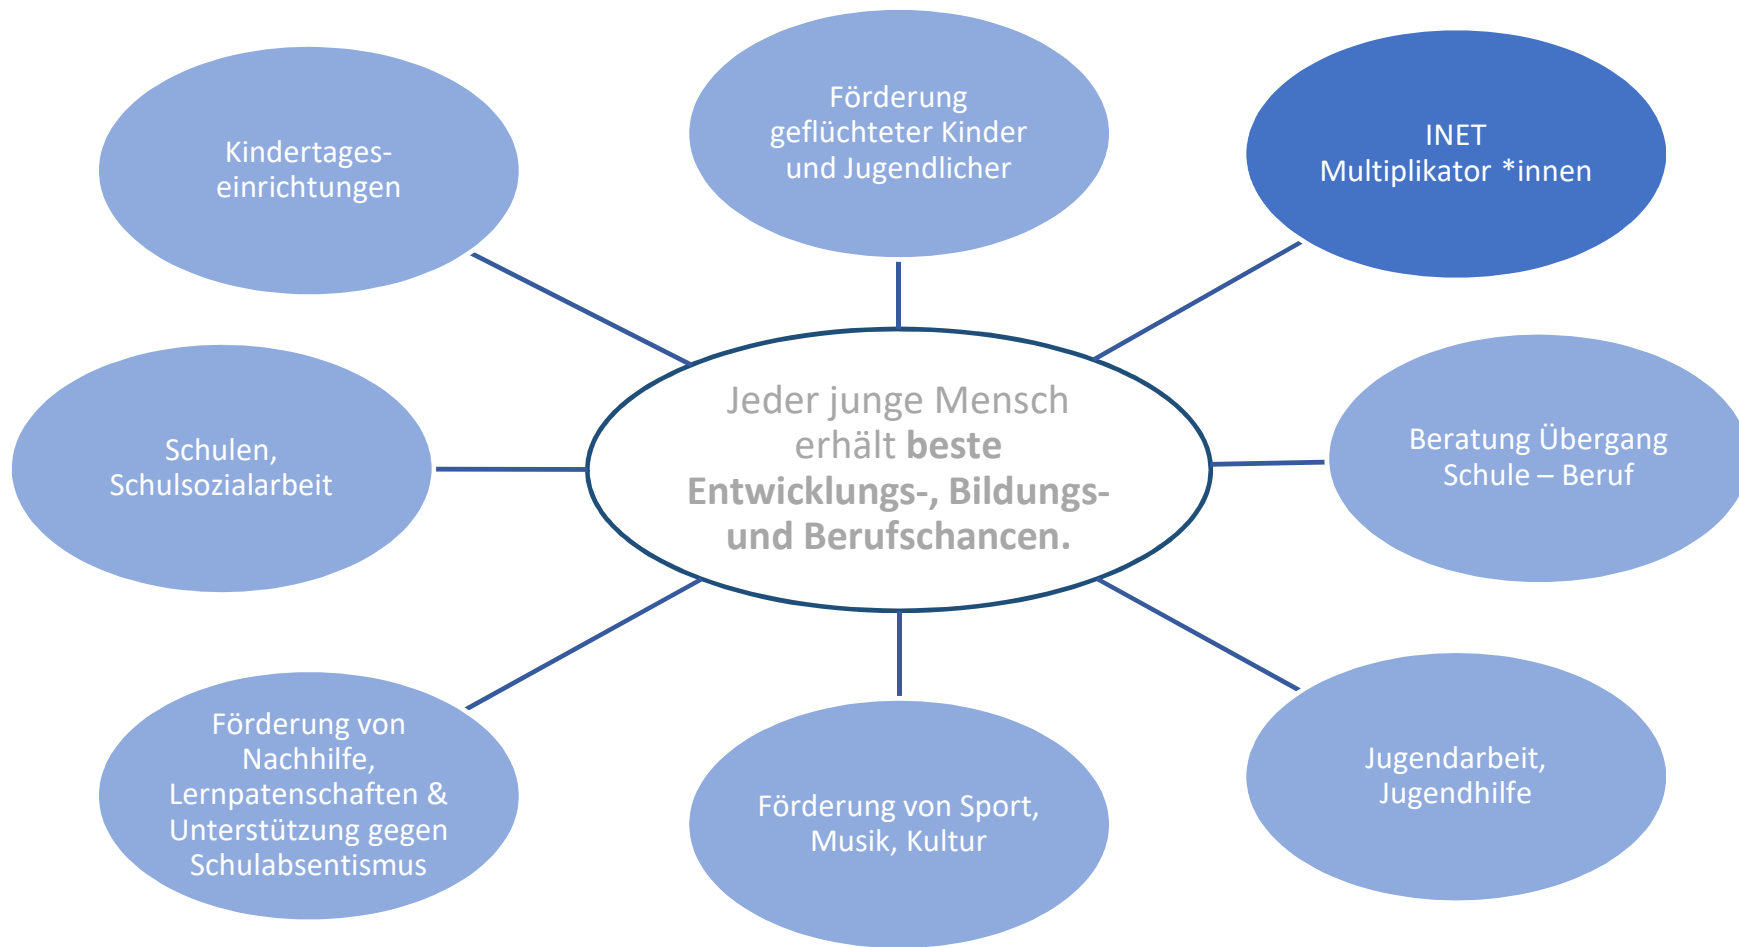 Förderung
geflüchteter Kinder
und Jugendlicher
INET
Multiplikator *innen
Kindertages-
einrichtungen
Jeder junge Mensch
erhält beste
Entwicklungs-, Bildungs-
und Berufschancen.
Schulen,
Schulsozialarbeit
Beratung Übergang
Schule – Beruf
Förderung von
Nachhilfe,
Lernpatenschaften &
Unterstützung gegen
Schulabsentismus
Förderung von Sport,
Musik, Kultur
Jugendarbeit,
Jugendhilfe